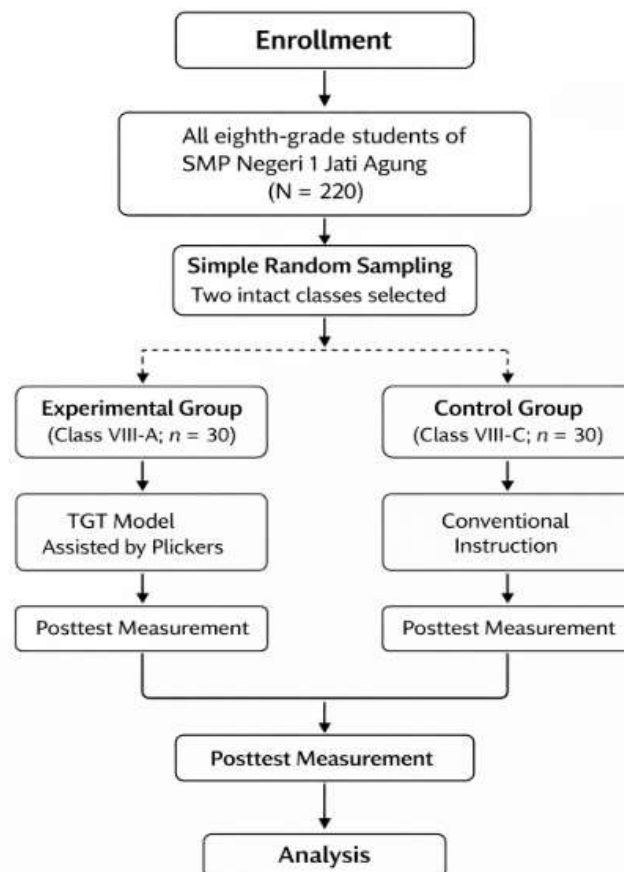 Enrollment
All eighth-grade students of
SMP Negeri 1 Jati Agung
(N = 220)
Simple Random Sampling
Two intact classes selected
Experimental Group
(Class VIII-A; n = 30)
Control Group
(Class VIII-C; n = 30)
TGT Model
Assisted by Plickers
Conventional
Instruction
Posttest Measurement
Posttest Measurement
Posttest Measurement
Analysis